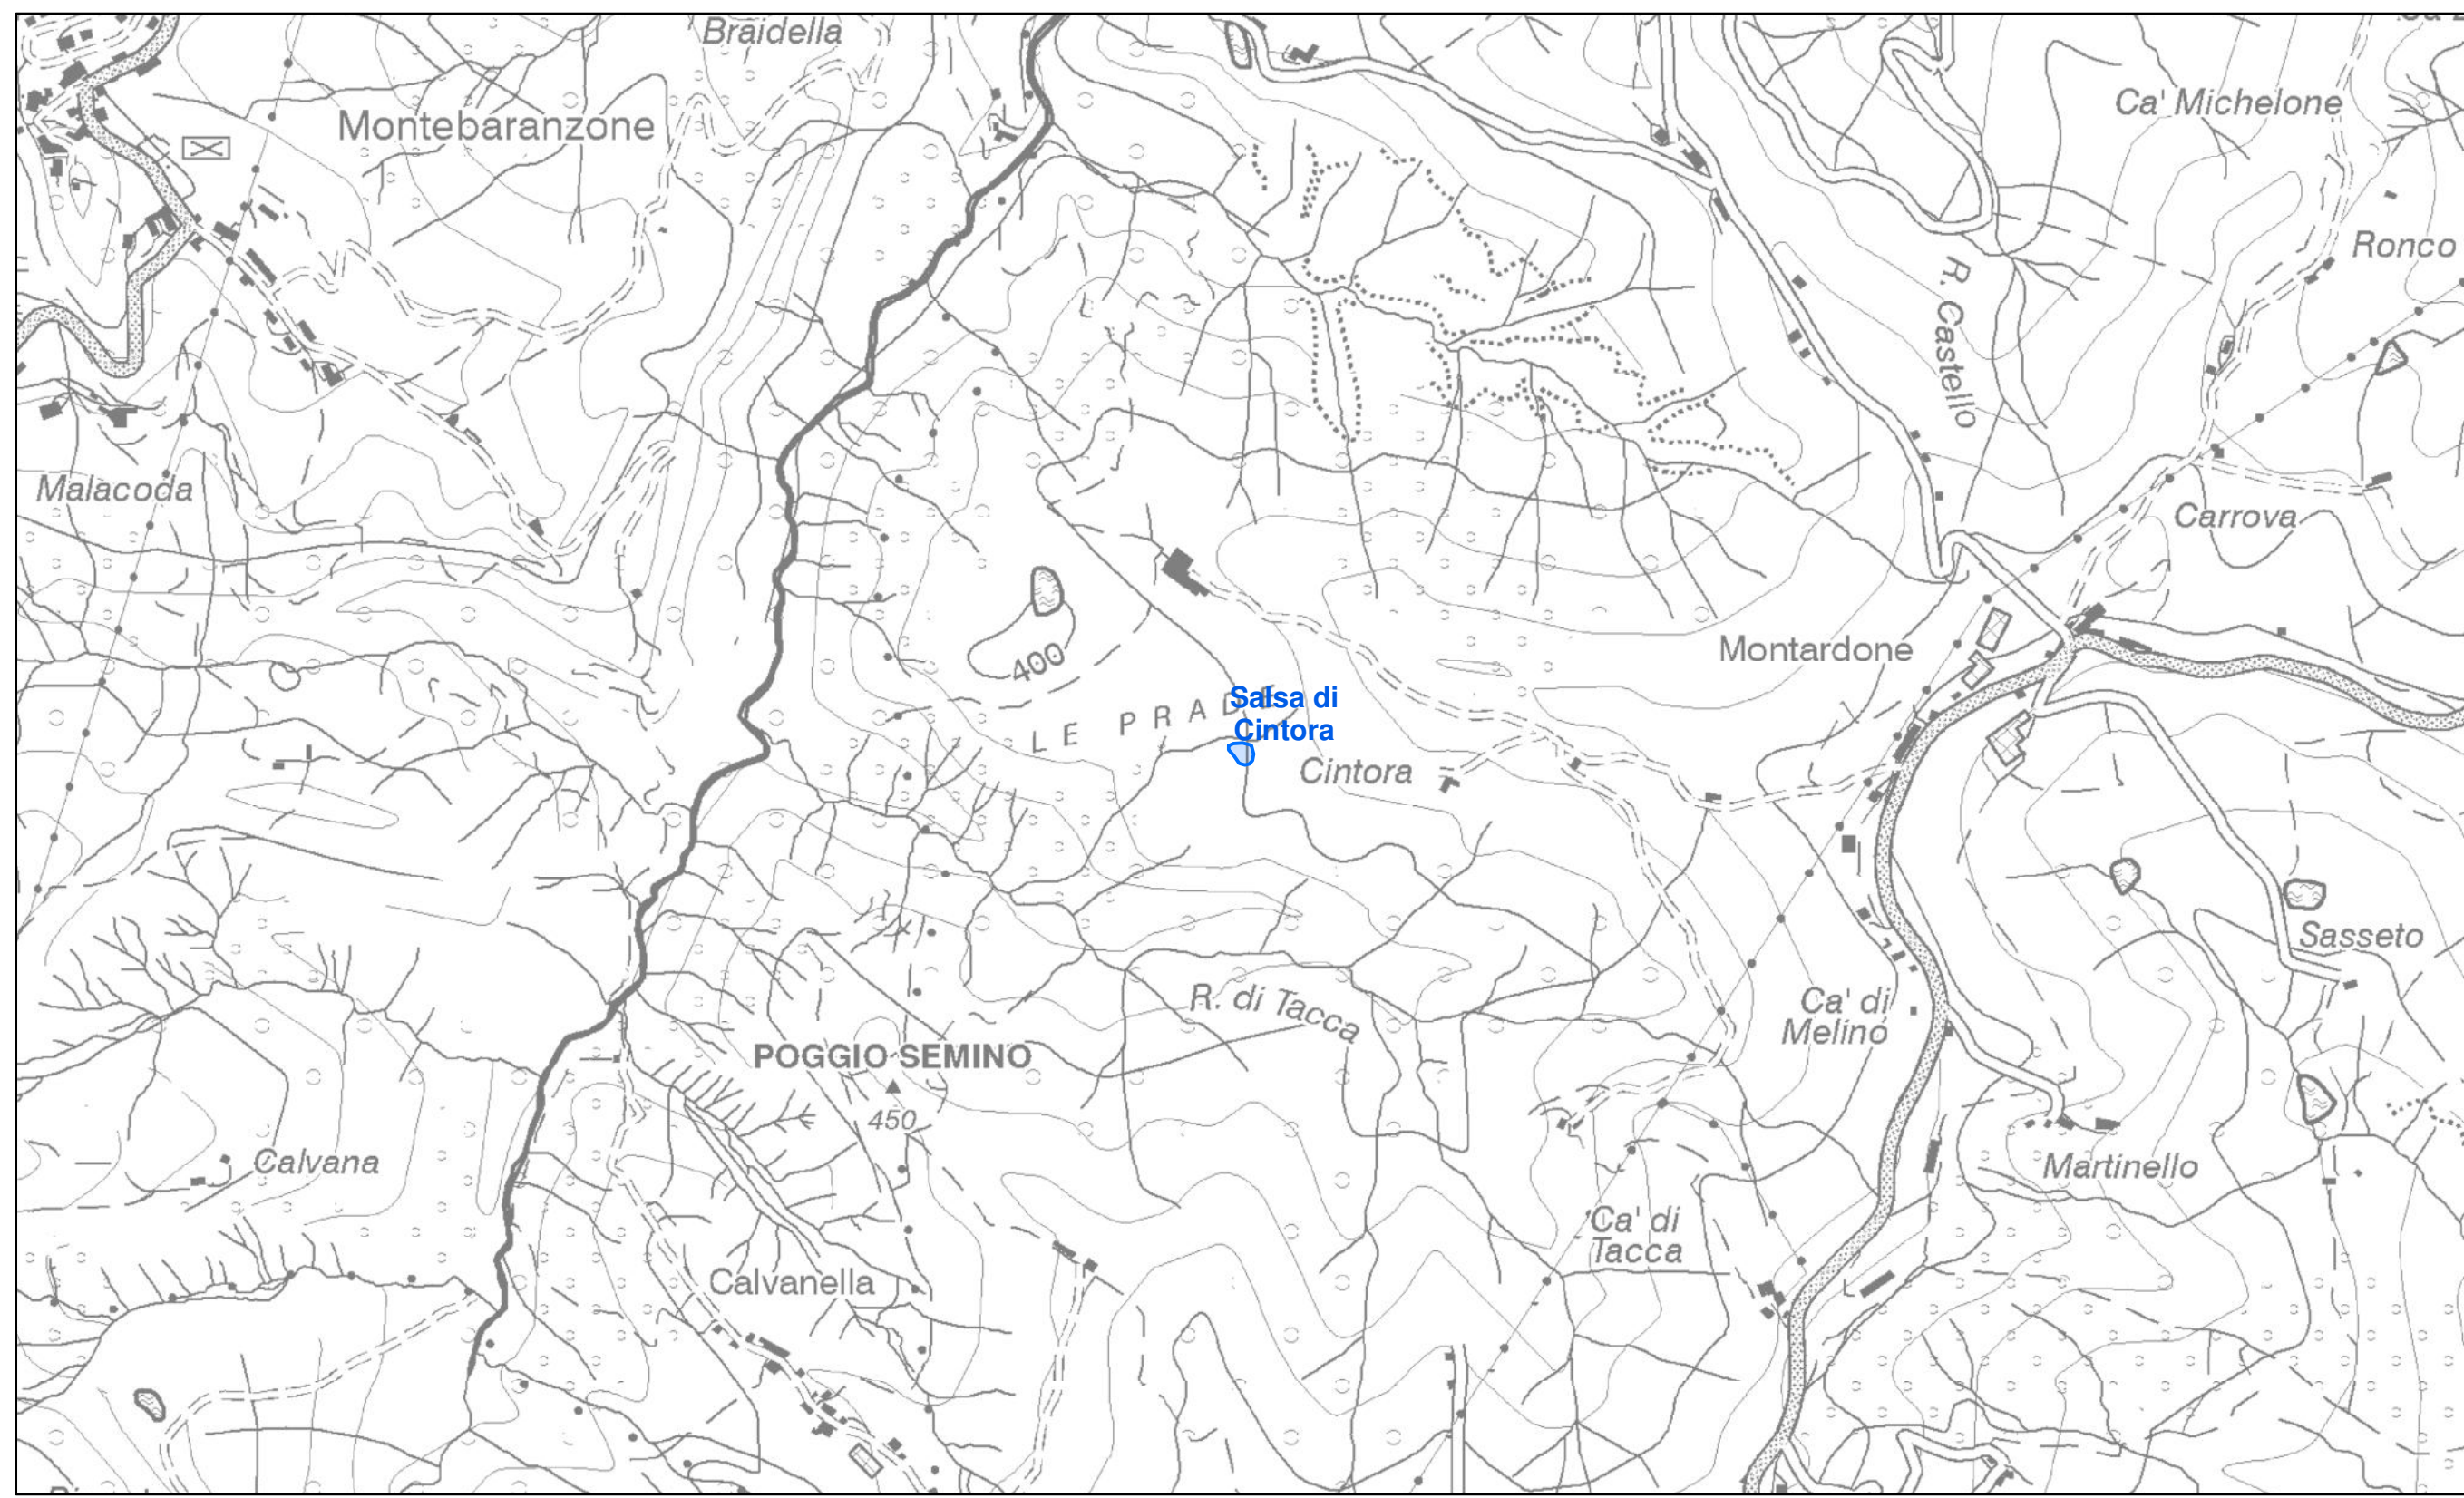 Braidella
Montebaranzone
Ca' Michelone
Ronco
R. Castello
Malacoda
Carrova
400
Montardone
LE PRADE
Salsa di
Cintora
Cintora
Sasseto
R. di Tacca
Ca' di
Melino
POGGIO SEMINO
450
Calvana
Martinello
Ca' di
Tacca
Calvanella